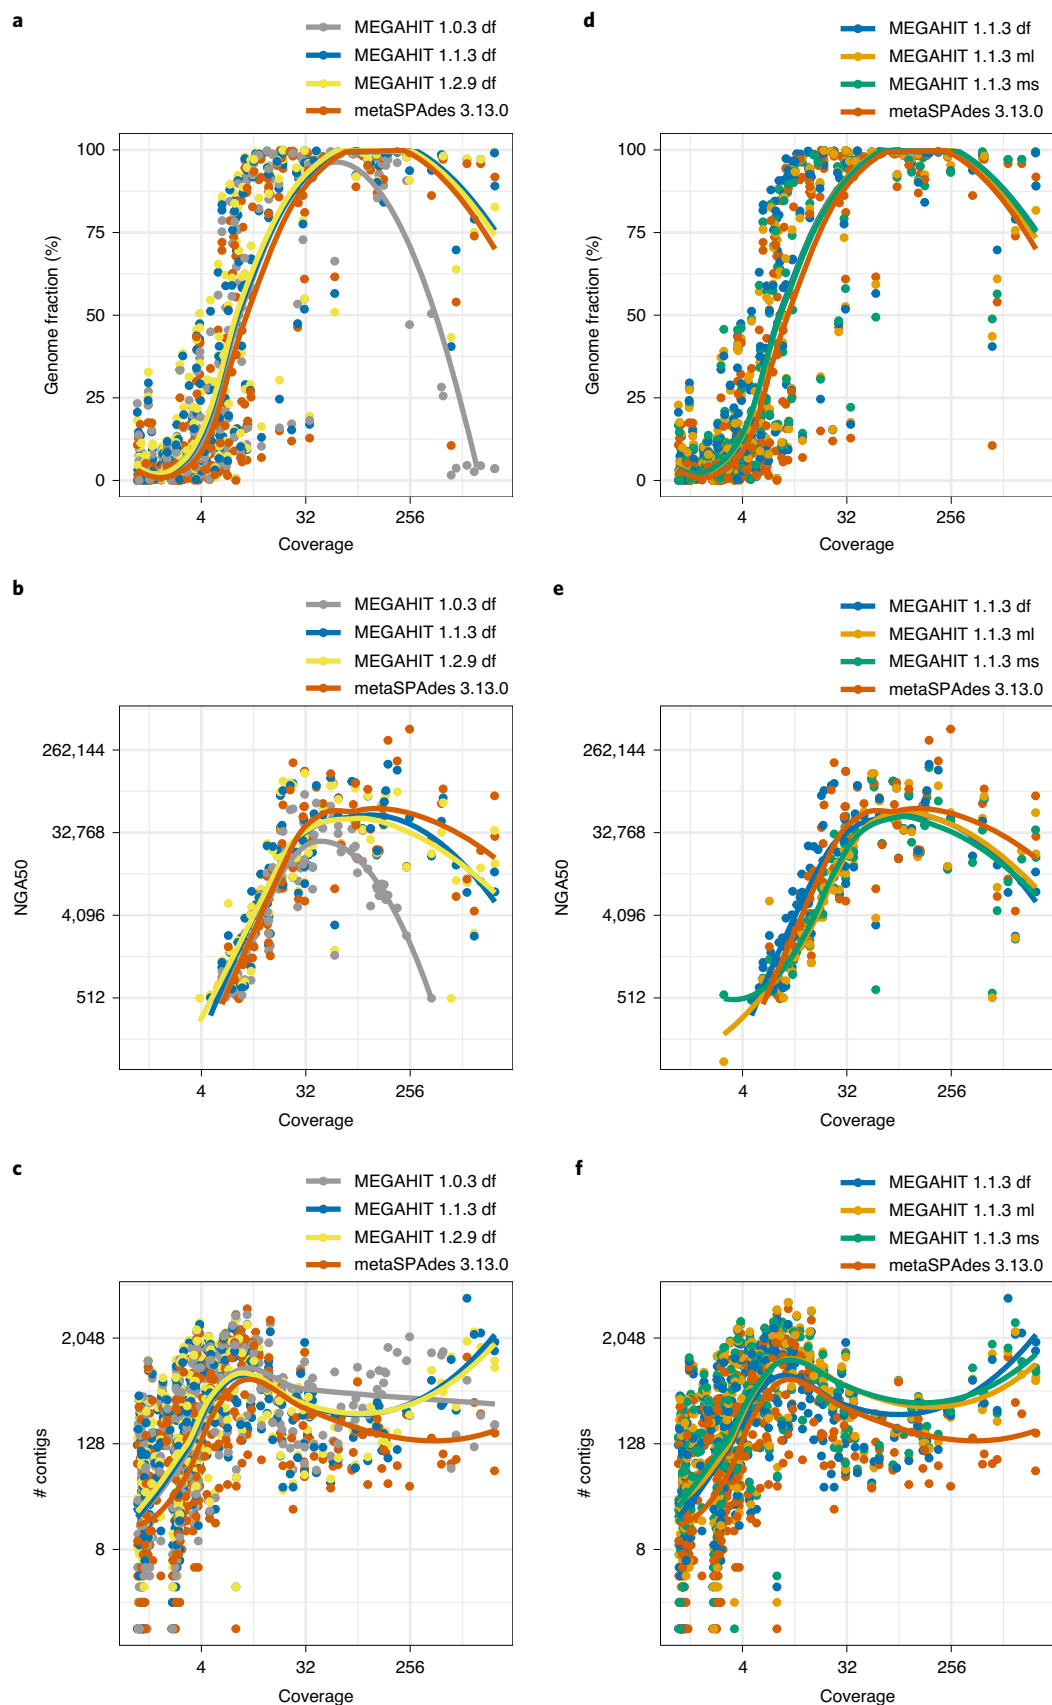 a
MEGAHIT 1.0.3 df
MEGAHIT 1.1.3 df
MEGAHIT 1.2.9 df
metaSPAdes 3.13.0
100
75
50
25
0
Genome fraction (%)
4 32 256
Coverage
d
MEGAHIT 1.1.3 df
MEGAHIT 1.1.3 ml
MEGAHIT 1.1.3 ms
metaSPAdes 3.13.0
100
75
50
25
0
Genome fraction (%)
4 32 256
Coverage
b
MEGAHIT 1.0.3 df
MEGAHIT 1.1.3 df
MEGAHIT 1.2.9 df
metaSPAdes 3.13.0
262,144
32,768
4,096
512
NGA50
4 32 256
Coverage
e
MEGAHIT 1.1.3 df
MEGAHIT 1.1.3 ml
MEGAHIT 1.1.3 ms
metaSPAdes 3.13.0
262,144
32,768
4,096
512
NGA50
4 32 256
Coverage
c
MEGAHIT 1.0.3 df
MEGAHIT 1.1.3 df
MEGAHIT 1.2.9 df
metaSPAdes 3.13.0
2,048
128
8
# contigs
4 32 256
Coverage
f
MEGAHIT 1.1.3 df
MEGAHIT 1.1.3 ml
MEGAHIT 1.1.3 ms
metaSPAdes 3.13.0
2,048
128
8
# contigs
4 32 256
Coverage